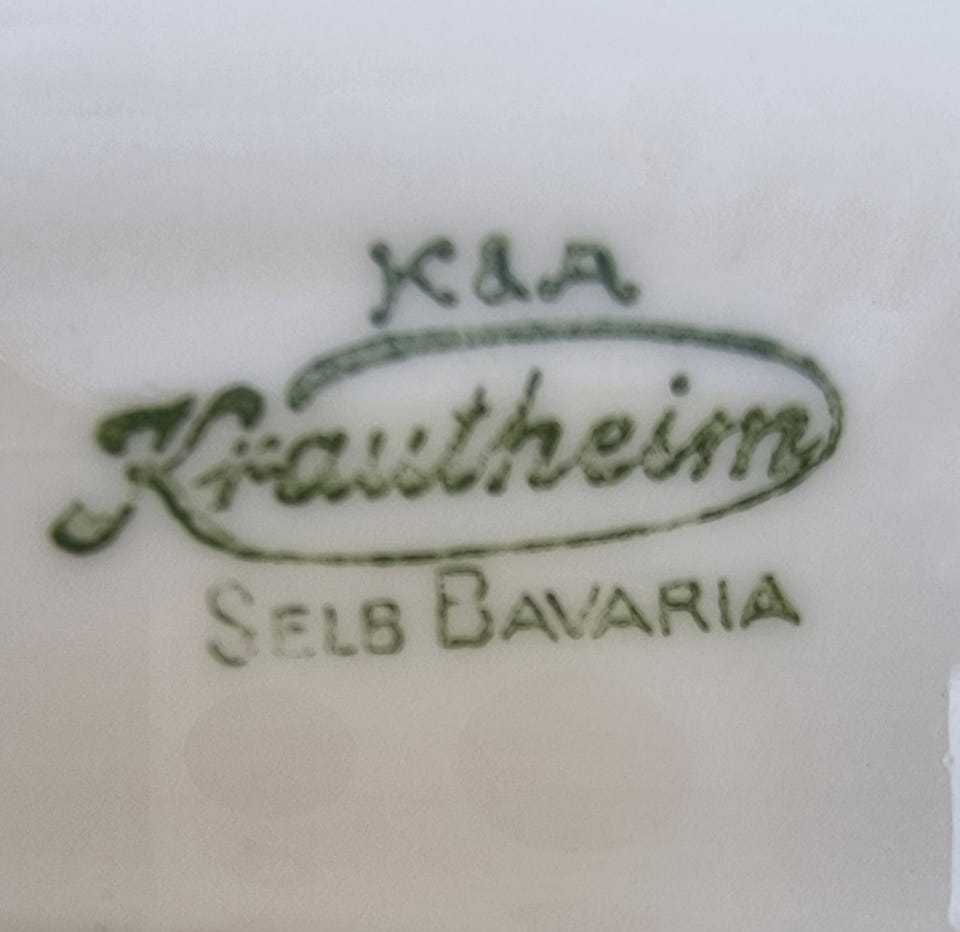 K & A
Krautheim
SELB BAVARIA